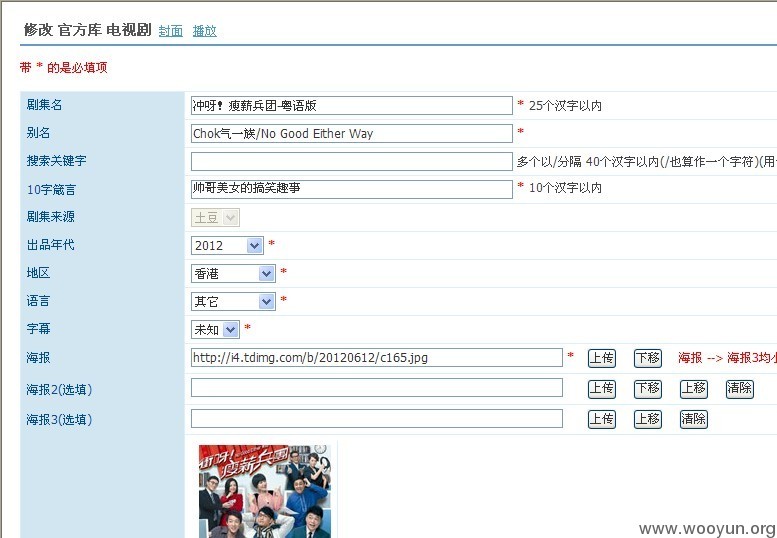 修改 官方库 电视剧 封面 播放
带 * 的是必填项
剧集名 冲呀!瘦薪兵团-粤语版 * 25个汉字以内
别名 Chok气一族/No Good Either Way *
搜索关键字 多个以/分隔 40个汉字以内(/也算作一个字符)(用
10字箴言 帅哥美女的搞笑趣事 * 10个汉字以内
剧集来源 土豆
出品年代 2012 *
地区 香港 *
语言 其它 *
字幕 未知 *
海报 http://i4.tdimg.com/b/20120612/c165.jpg * 上传 下移 海报 --> 海报3均
海报2(选填) 上传 下移 上移 清除
海报3(选填) 上传 上移 清除
冲呀!
瘦薪兵團
www.wooyun.org